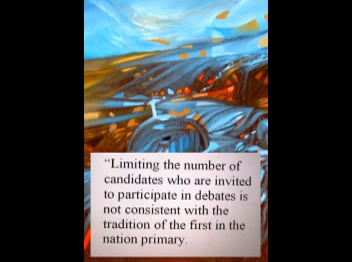 “Limiting the number of
candidates who are invited
to participate in debates is
not consistent with the
tradition of the first in the
nation primary.